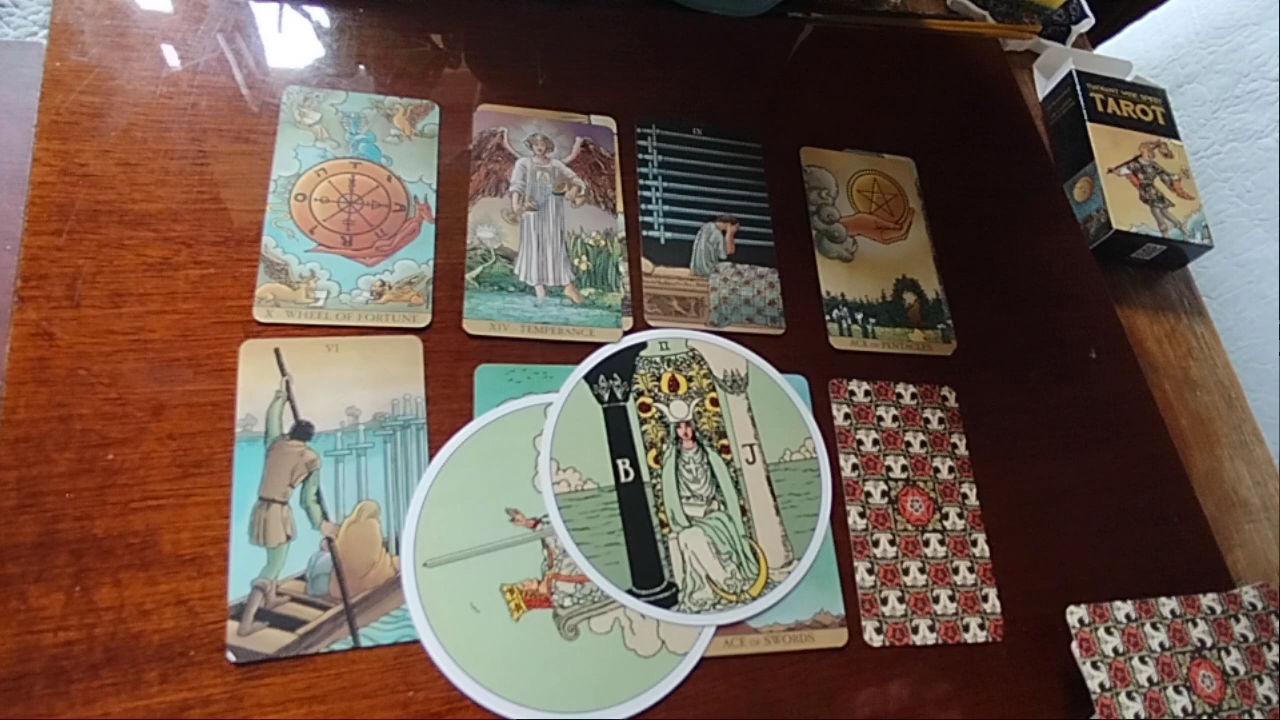 X WHEEL OF FORTUNE
XIV TEMPERANCE
IX
ACE OF PENTACLES
TAROT
VI
II
B
J
ACE OF SWORDS